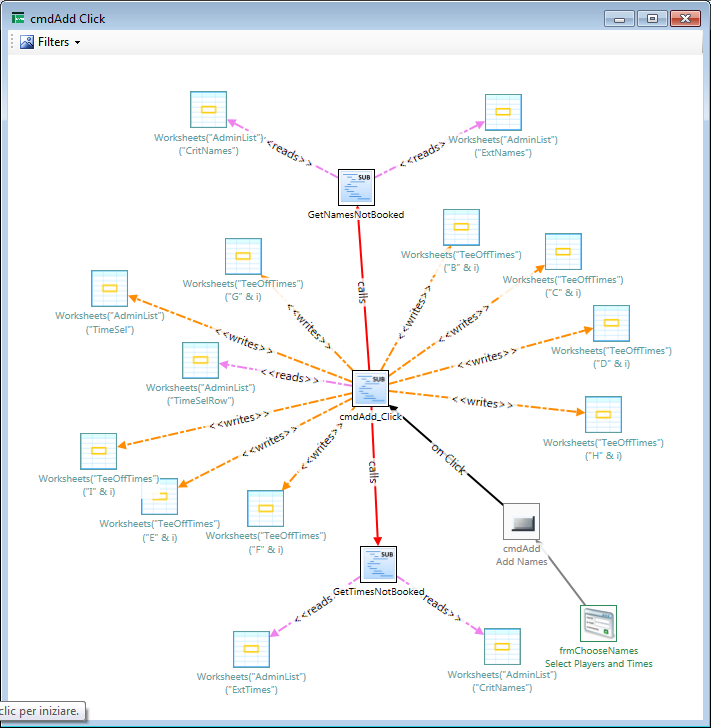 cmdAdd Click
Filters
Worksheets("AdminList")
("CritNames")
Worksheets("AdminList")
("ExtNames")
<<reads>>
<<reads>
SUB
GetNamesNotBooked
Worksheets("TeeOffTimes")
("B" & i)
Worksheets("TeeOffTimes")
("G" & i)
Worksheets("TeeOffTimes")
("C" & i)
calls
Worksheets("AdminList")
("TimeSel")
<<writes>>
<<writes>>
<<writes>>
<<writes>>
Worksheets("TeeOffTimes")
("D" & i)
<<writes>>
<<reads>>
Worksheets("AdminList")
("TimeSelRow")
SUB
cmdAdd_Click
<<writes>>
<<writes>>
<<writes>>
<<writes>>
Worksheets("TeeOffTimes")
("H" & i)
on Click
calls
Worksheets("TeeOffTimes")
("I" & i)
Worksheets("TeeOffTimes")
("E" & i)
Worksheets("TeeOffTimes")
("F" & i)
cmdAdd
Add Names
SUB
GetTimesNotBooked
<<reads
reads>>
frmChooseNames
Select Players and Times
Worksheets("AdminList")
("ExtTimes")
Worksheets("AdminList")
("CritNames")
clic per iniziare.